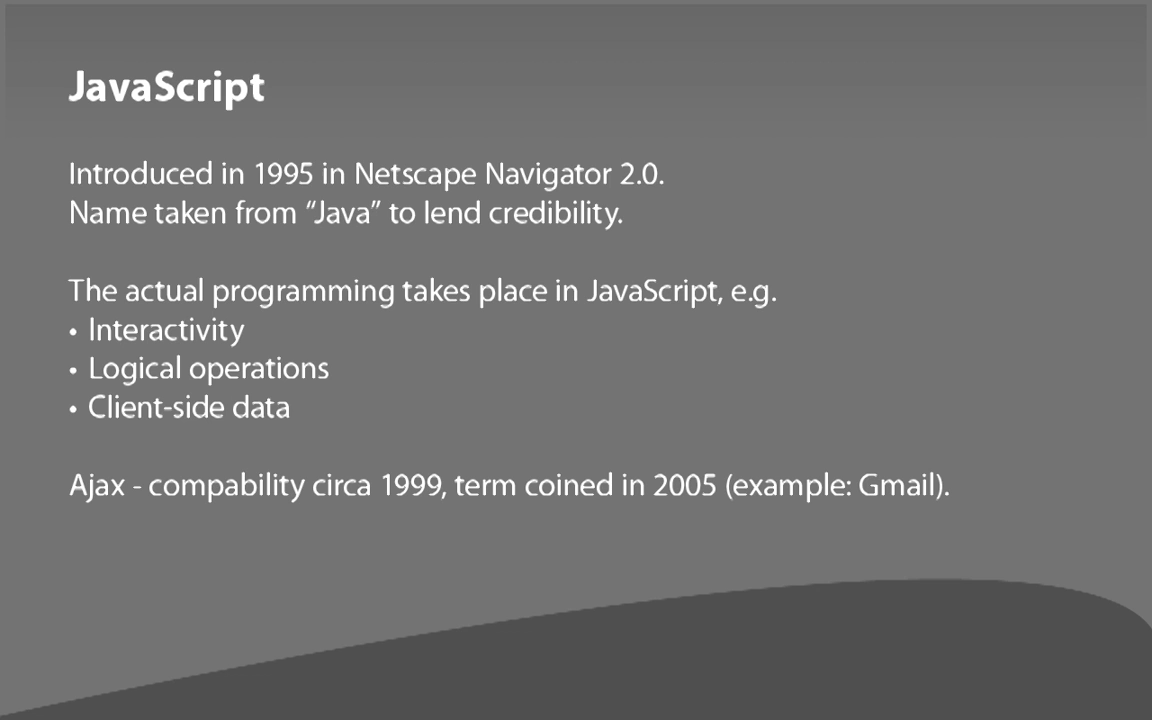 JavaScript
Introduced in 1995 in Netscape Navigator 2.0.
Name taken from “Java” to lend credibility.
The actual programming takes place in JavaScript, e.g.
• Interactivity
• Logical operations
• Client-side data
Ajax - compability circa 1999, term coined in 2005 (example: Gmail).